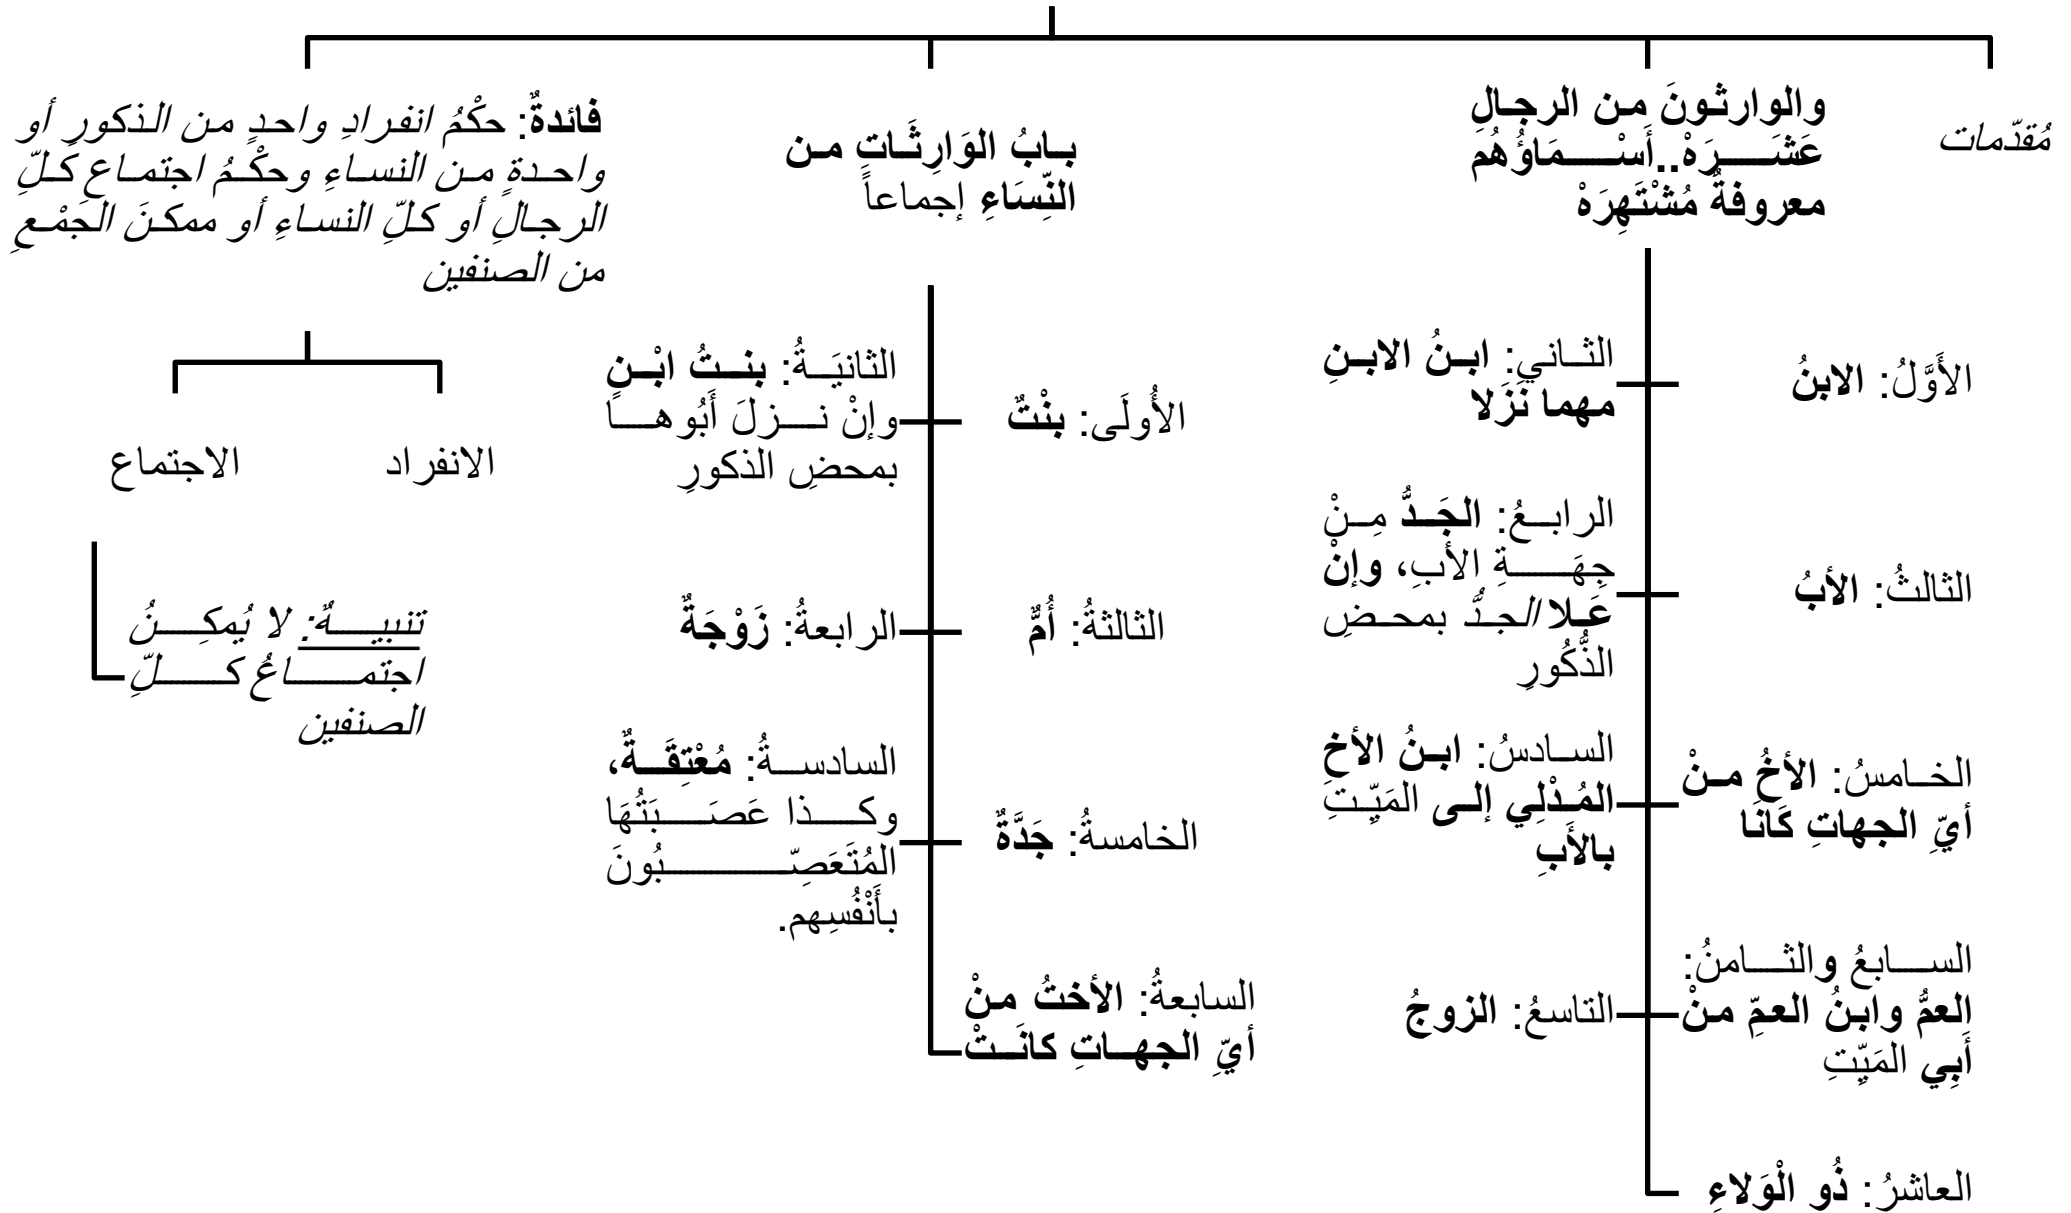 مُقدّمات
والوارثونَ من الرجالِ
عَشَرَهْ..أَسْمَاؤُهُم
معروفةٌ مُشْتَهِرَهْ
الأَوَّلُ: الابنُ
الثاني: ابنُ الابنِ
مهما نَزَلا
الثالثُ: الأبُ
الرابعُ: الجَدُّ مِنْ
جِهَةِ الأبِ، وإنْ
عَلا الجدُّ بمحضِ
الذُّكُورِ
الخامسُ: الأخُ منْ
أيِّ الجهاتِ كَانَا
السادسُ: ابنُ الأخِ
المُدْلِي إلى المَيِّتِ
بالأَبِ
السابعُ والثامنُ:
العمُّ وابنُ العمِّ منْ
أَبِي المَيِّتِ
التاسعُ: الزوجُ
العاشرُ: ذُو الْوَلاءِ
بابُ الوَارِثَاتِ من
النِّسَاءِ إجماعاً
الأُولَى: بنْتٌ
الثانيَةُ: بنتُ ابْنٍ
وإنْ نزلَ أَبُوها
بمحضِ الذكورِ
الثالثةُ: أُمٌّ
الرابعةُ: زَوْجَةٌ
الخامسةُ: جَدَّةٌ
السادسةُ: مُعْتِقَةٌ،
وكذا عَصَبَتُهَا
المُتَعَصِّبُونَ
بأَنْفُسِهم.
السابعةُ: الأختُ منْ
أيِّ الجهاتِ كانَتْ
فائدةٌ: حكْمُ انفرادِ واحدٍ من الذكورِ أو
واحدةٍ من النساءِ وحكْمُ اجتماعِ كَلِّ
الرجالِ أو كلِّ النساءِ أو ممكنَ الجَمْعِ
من الصنفين
الانفراد
الاجتماع
تنبيهٌ: لا يُمكِنُ
اجتماعُ كلِّ
الصنفين